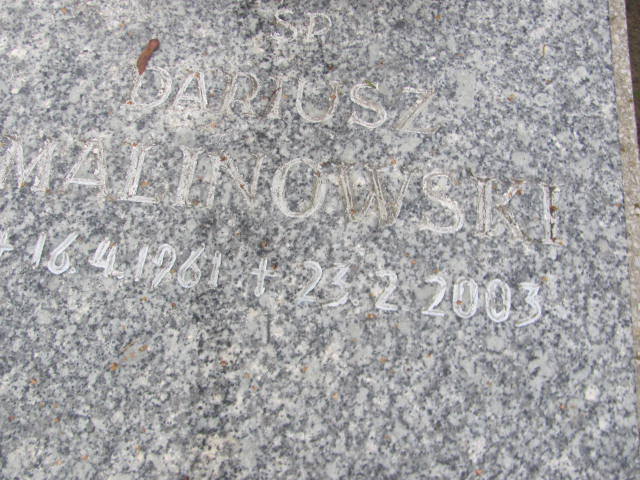 SP
DARIUSZ
MALINOWSKI
* 16.4.1961 + 23.2 2003